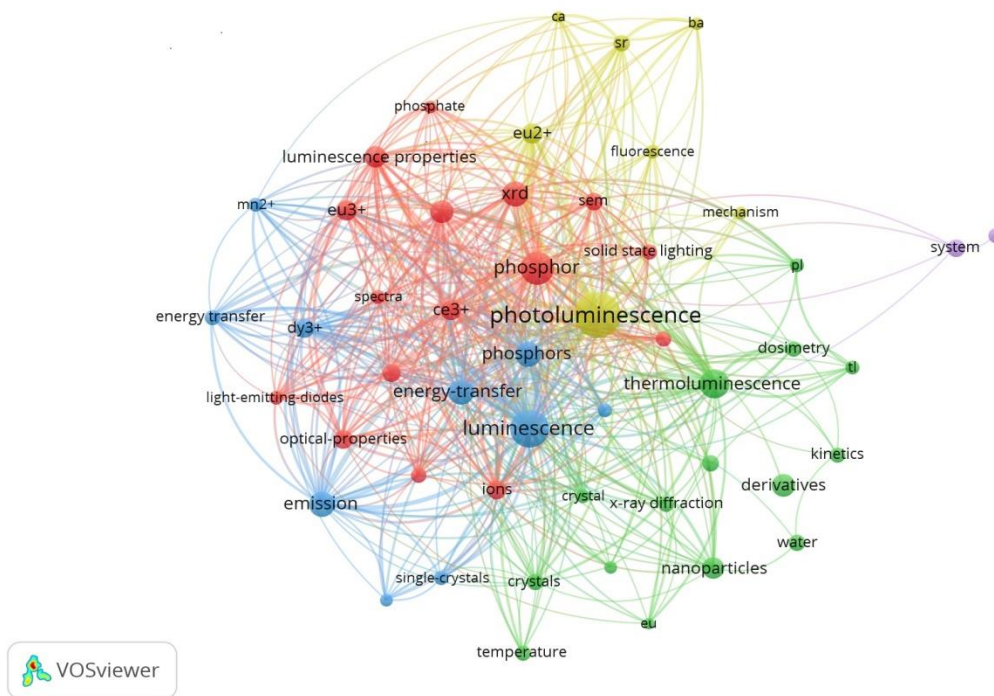 ca
ba
sr
phosphate
eu2+
luminescence properties
fluorescence
xrd
sem
mn2+
eu3+
mechanism
system
solid state lighting
pl
phosphor
spectra
ce3+
photoluminescence
energy transfer
dy3+
phosphors
dosimetry
tl
thermoluminescence
energy-transfer
light-emitting-diodes
luminescence
optical-properties
kinetics
derivatives
ions
crystal
x-ray diffraction
emission
water
nanoparticles
single-crystals
crystals
eu
temperature
VOSviewer